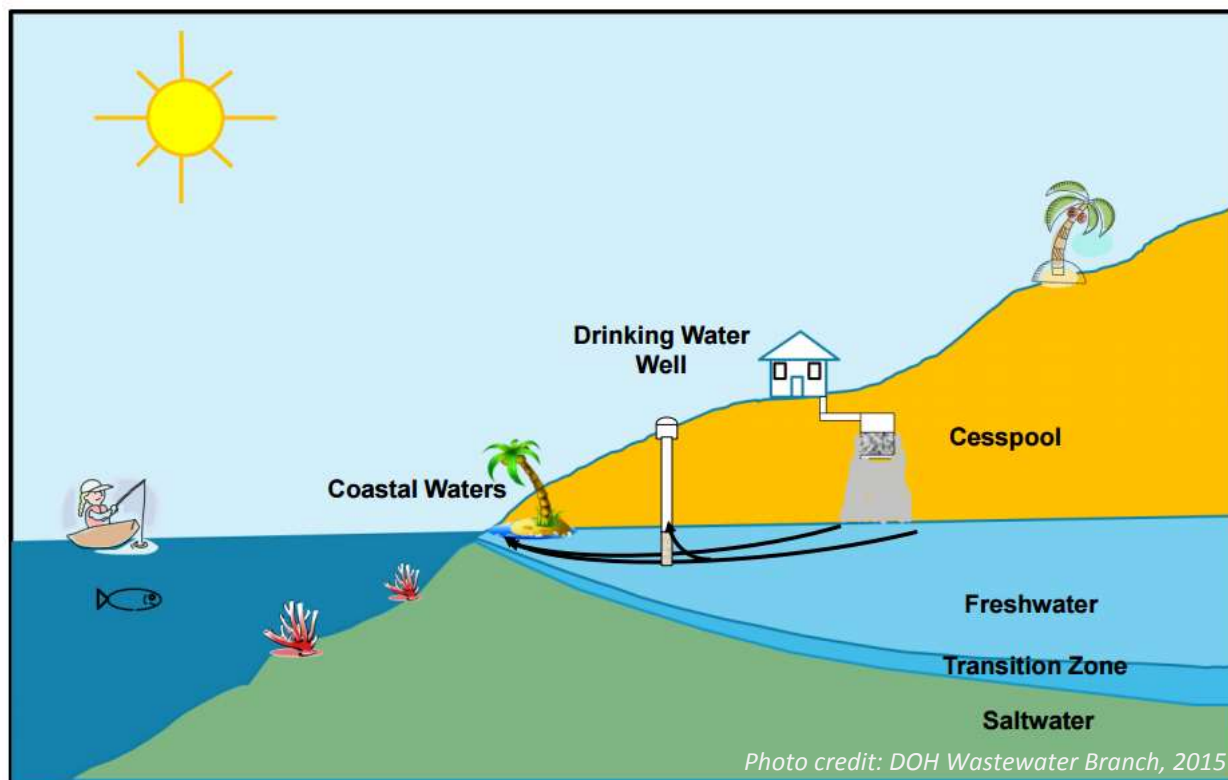 Drinking Water
Well
Cesspool
Coastal Waters
Freshwater
Transition Zone
Saltwater
Photo credit: DOH Wastewater Branch, 2015